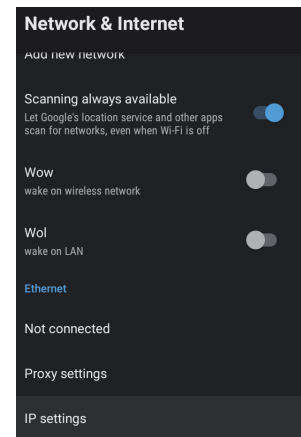 Network & Internet
Add new network
Scanning always available
Let Google's location service and other apps
scan for networks, even when Wi-Fi is off
Wow
wake on wireless network
Wol
wake on LAN
Ethernet
Not connected
Proxy settings
IP settings